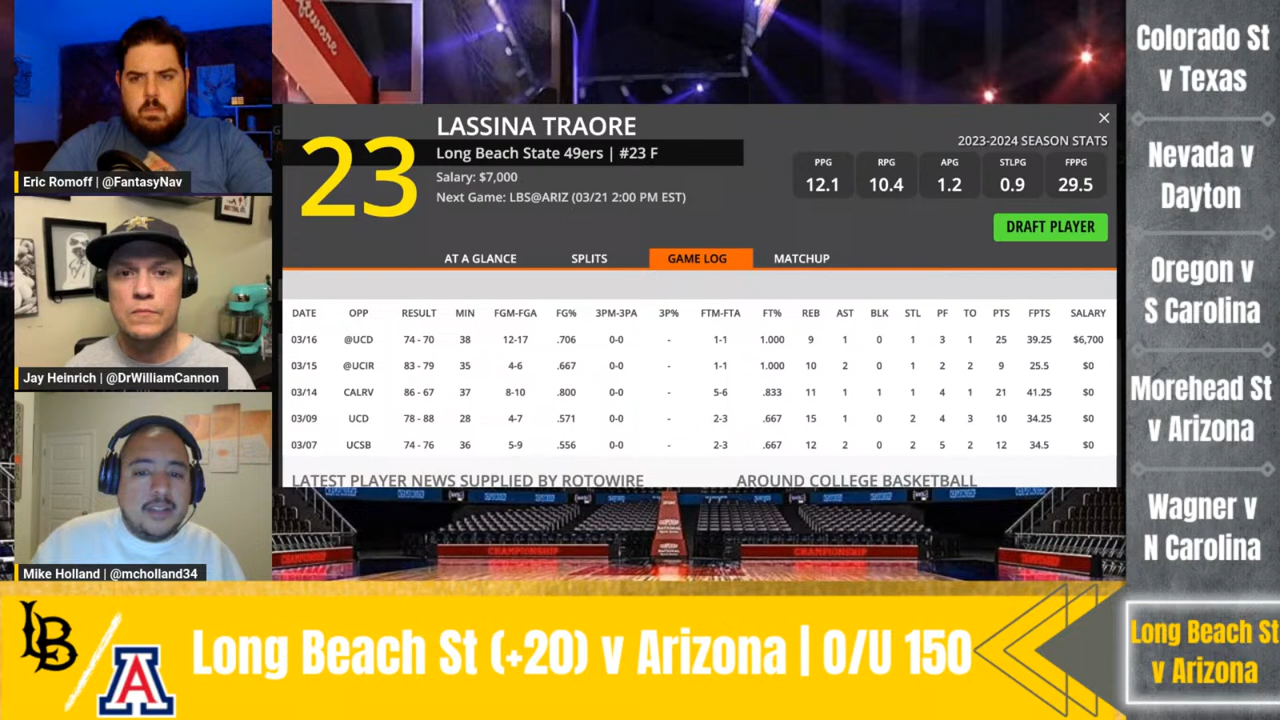 Eric Romoff | @FantasyNav
Jay Heinrich | @DrWilliamCannon
Mike Holland | @mcholland34
23
LASSINA TRAORE
Long Beach State 49ers | #23 F
Salary: $7,000
Next Game: LBS@ARIZ (03/21 2:00 PM EST)
2023-2024 SEASON STATS
PPG RPG APG STLPG FPPG
12.1 10.4 1.2 0.9 29.5
DRAFT PLAYER
AT A GLANCE SPLITS GAME LOG MATCHUP
DATE OPP RESULT MIN FGM-FGA FG% 3PM-3PA 3P% FTM-FTA FT% REB AST BLK STL PF TO PTS FPTS SALARY
03/16 @UCD 74 - 70 38 12-17 .706 0-0 - 1-1 1.000 9 1 0 1 3 1 25 39.25 $6,700
03/15 @UCIR 83 - 79 35 4-6 .667 0-0 - 1-1 1.000 10 2 0 1 2 2 9 25.5 $0
03/14 CALRV 86 - 67 37 8-10 .800 0-0 - 5-6 .833 11 1 1 1 4 1 21 41.25 $0
03/09 UCD 78 - 88 28 4-7 .571 0-0 - 2-3 .667 15 1 0 2 4 3 10 34.25 $0
03/07 UCSB 74 - 76 36 5-9 .556 0-0 - 2-3 .667 12 2 0 2 5 2 12 34.5 $0
LATEST PLAYER NEWS SUPPLIED BY ROTOWIRE AROUND COLLEGE BASKETBALL
CHAMPIONSHIP
CHAMPIONSHIP
CHAMPIONSHIP
Colorado St
v Texas
Nevada v
Dayton
Oregon v
S Carolina
Morehead St
v Arizona
Wagner v
N Carolina
Long Beach St
v Arizona
LB
A
Long Beach St (+20) v Arizona | O/U 150